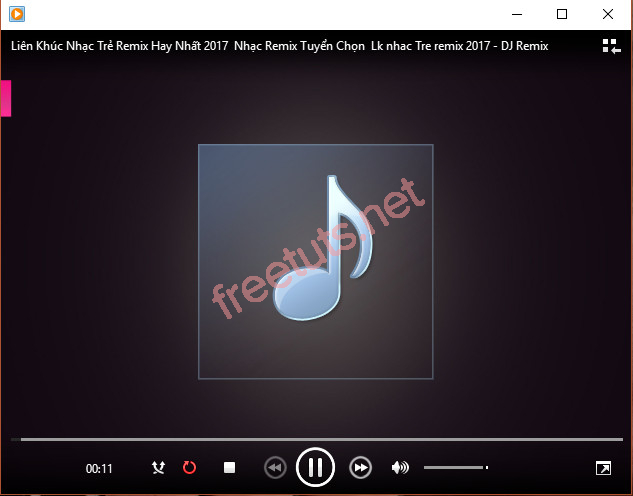 Liên Khúc Nhạc Trẻ Remix Hay Nhất 2017  Nhạc Remix Tuyển Chọn  Lk nhac Tre remix 2017 - DJ Remix
freetuts.net
00:11